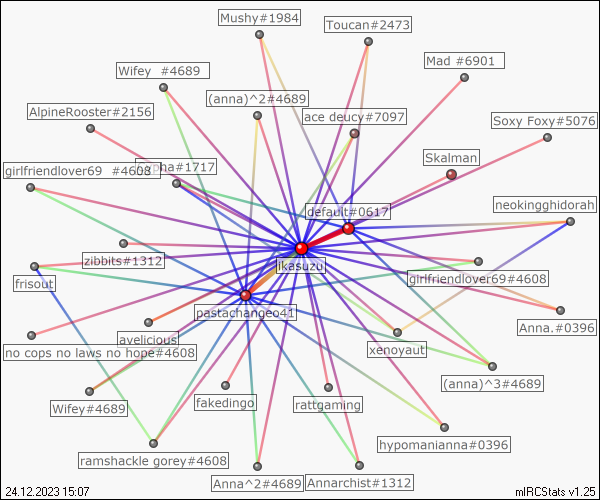 Mushy#1984
Toucan#2473
Mad #6901
Wifey  #4689
(anna)^2#4689
AlpineRooster#2156
ace deucy#7097
Soxy Foxy#5076
Skalman
girlfriendlover69  #4608
#1717
default#0617
neokingghidorah
ikasuzu
zibbits#1312
girlfriendlover69#4608
frisout
pastachangeo41
Anna.#0396
avelicious
xenoyaut
no cops no laws no hope#4608
(anna)^3#4689
Wifey#4689
fakedingo
rattgaming
hypomanianna#0396
ramshackle gorey#4608
Anna^2#4689
Annarchist#1312
24.12.2023 15:07
mIRCStats v1.25